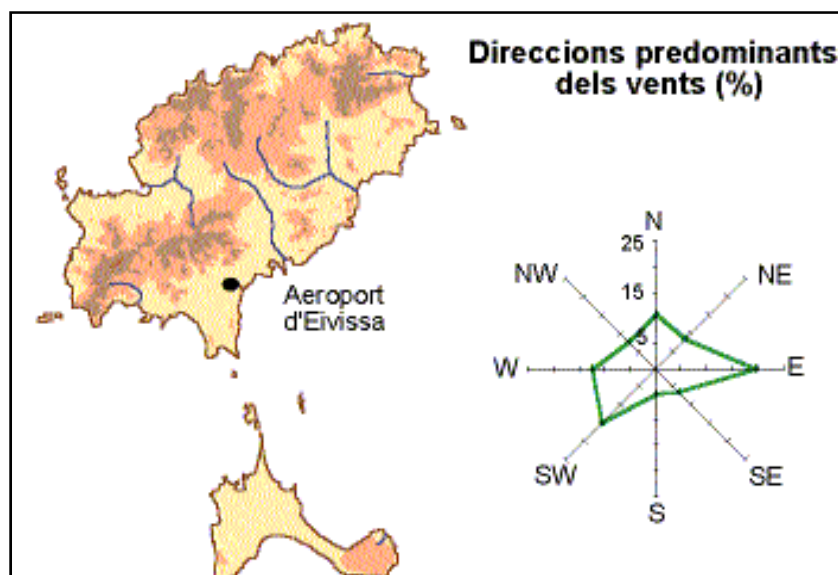 Direccions predominants
dels vents (%)
Aeroport
d'Eivissa
N
25
15
5
NW
NE
W
E
SW
SE
S